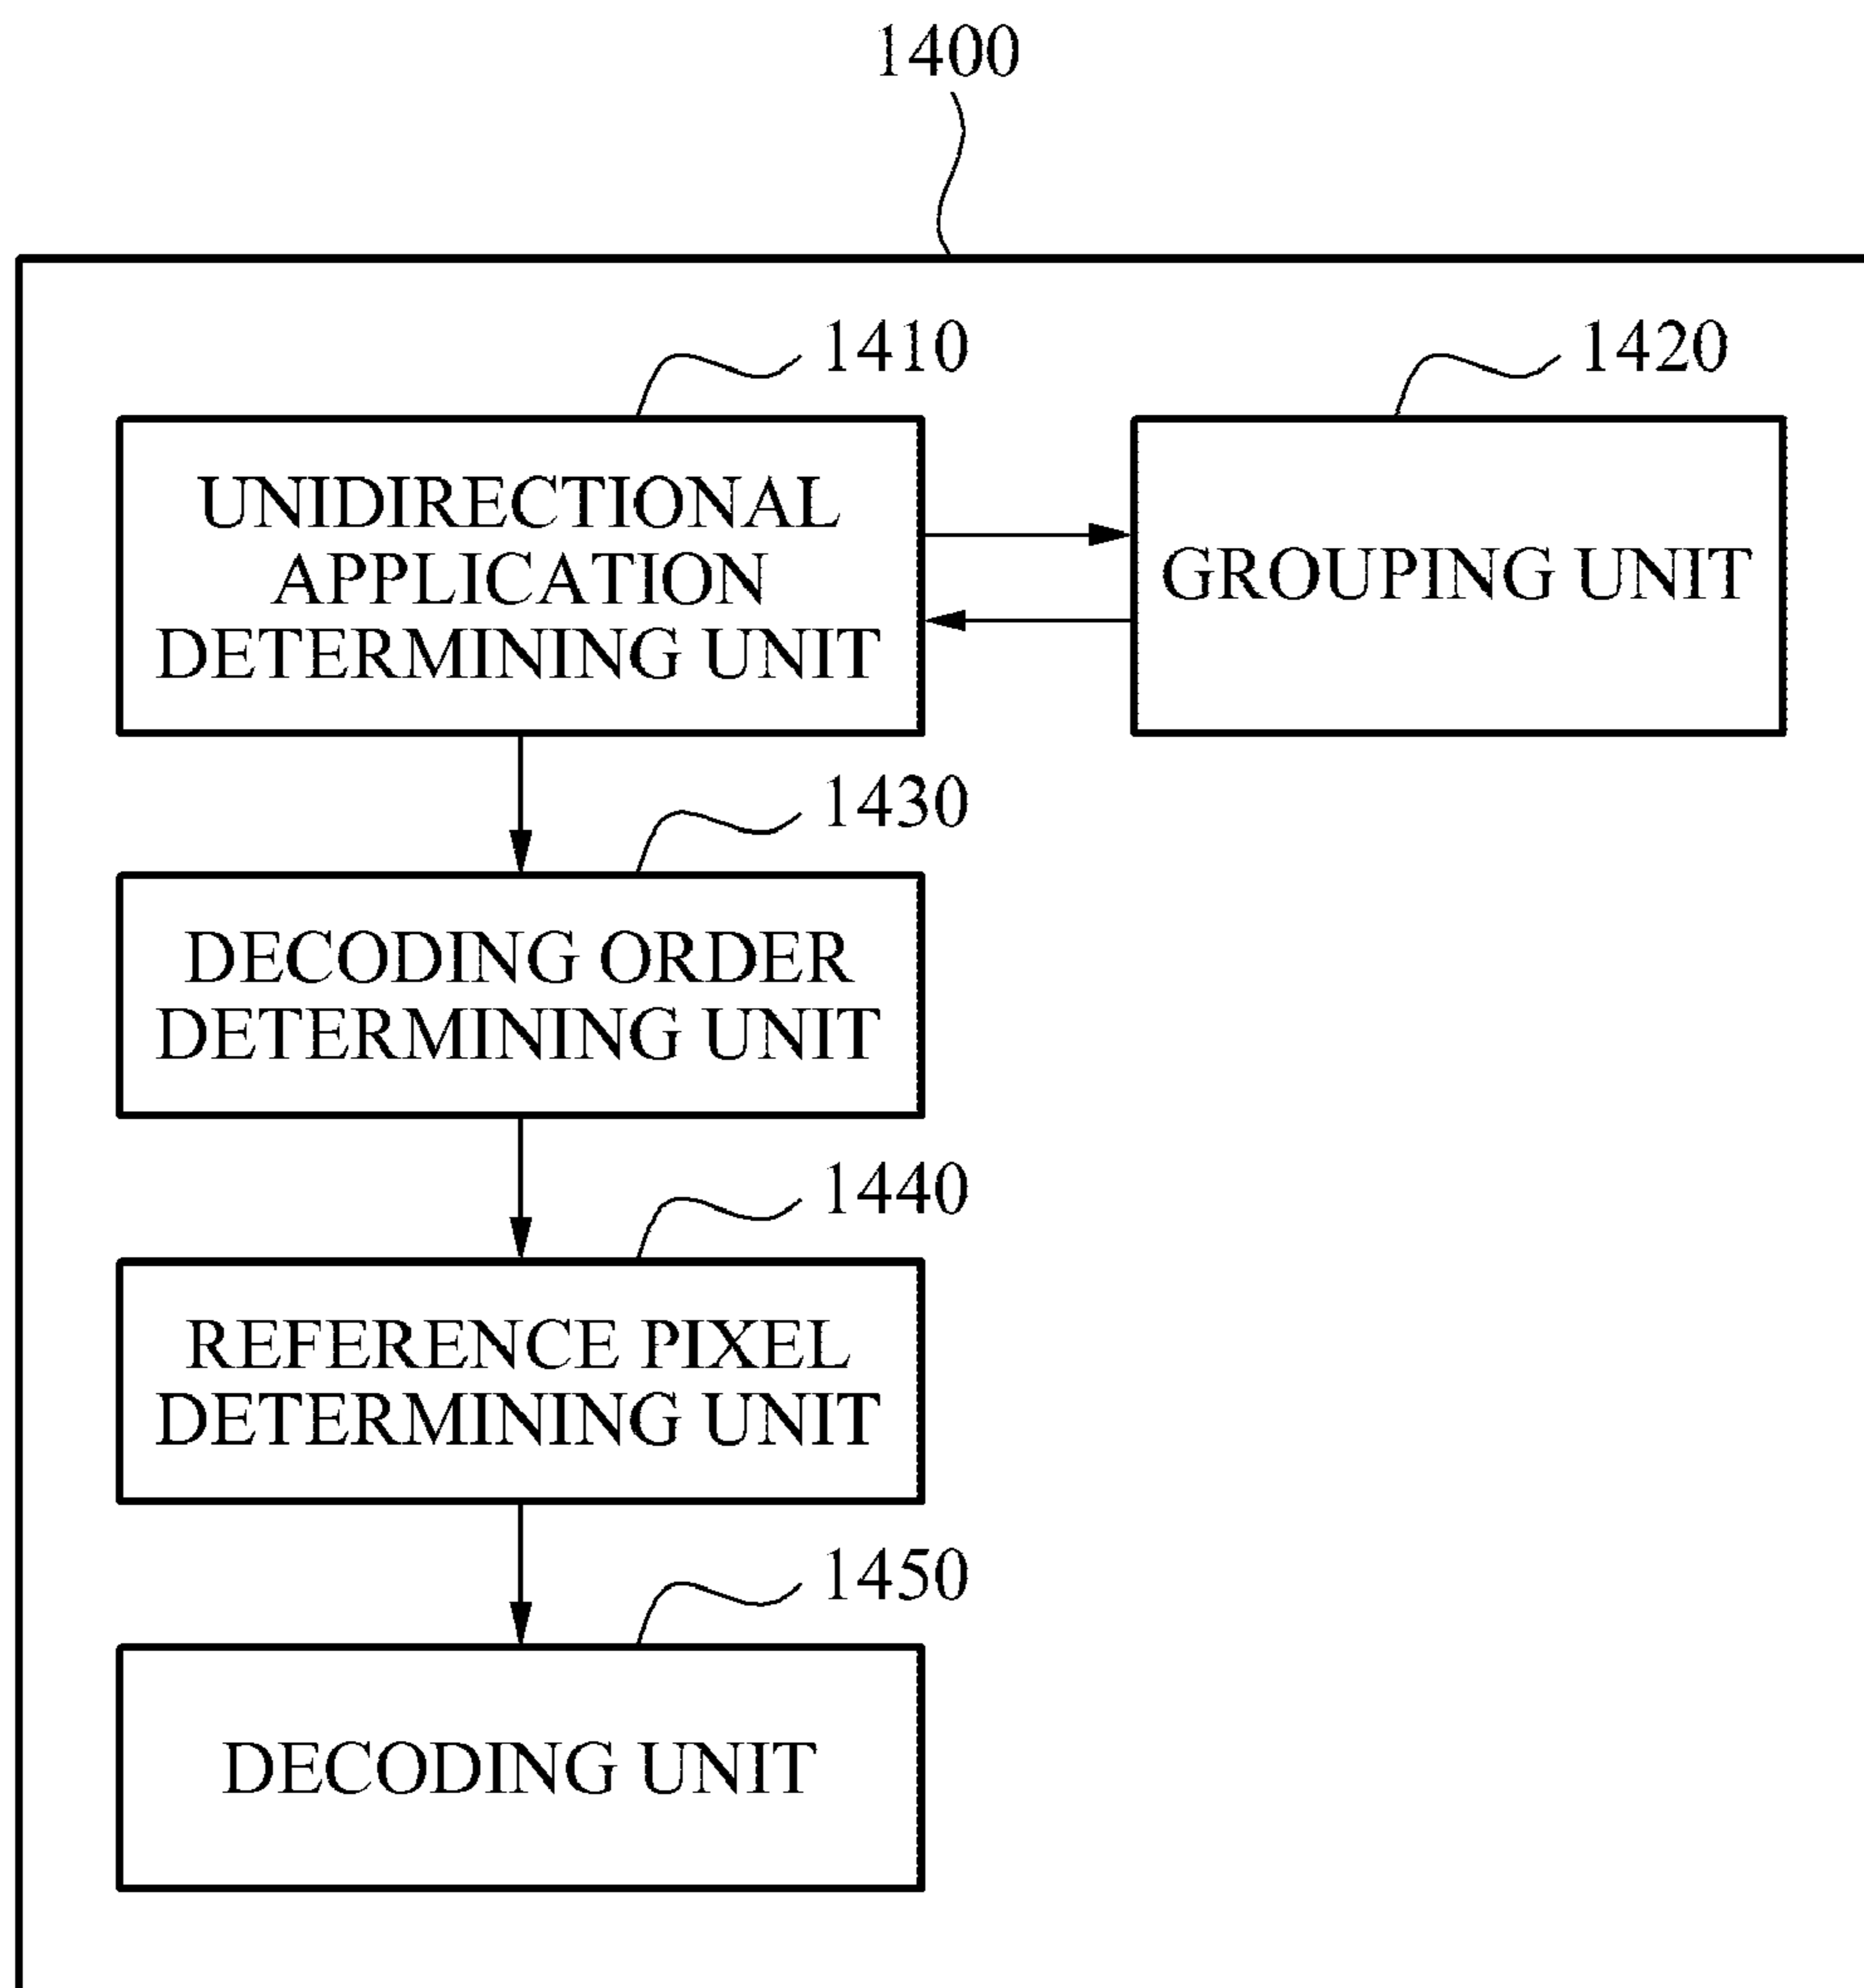 1400
1410
1420
UNIDIRECTIONAL
APPLICATION
DETERMINING UNIT
GROUPING UNIT
1430
DECODING ORDER
DETERMINING UNIT
1440
REFERENCE PIXEL
DETERMINING UNIT
1450
DECODING UNIT